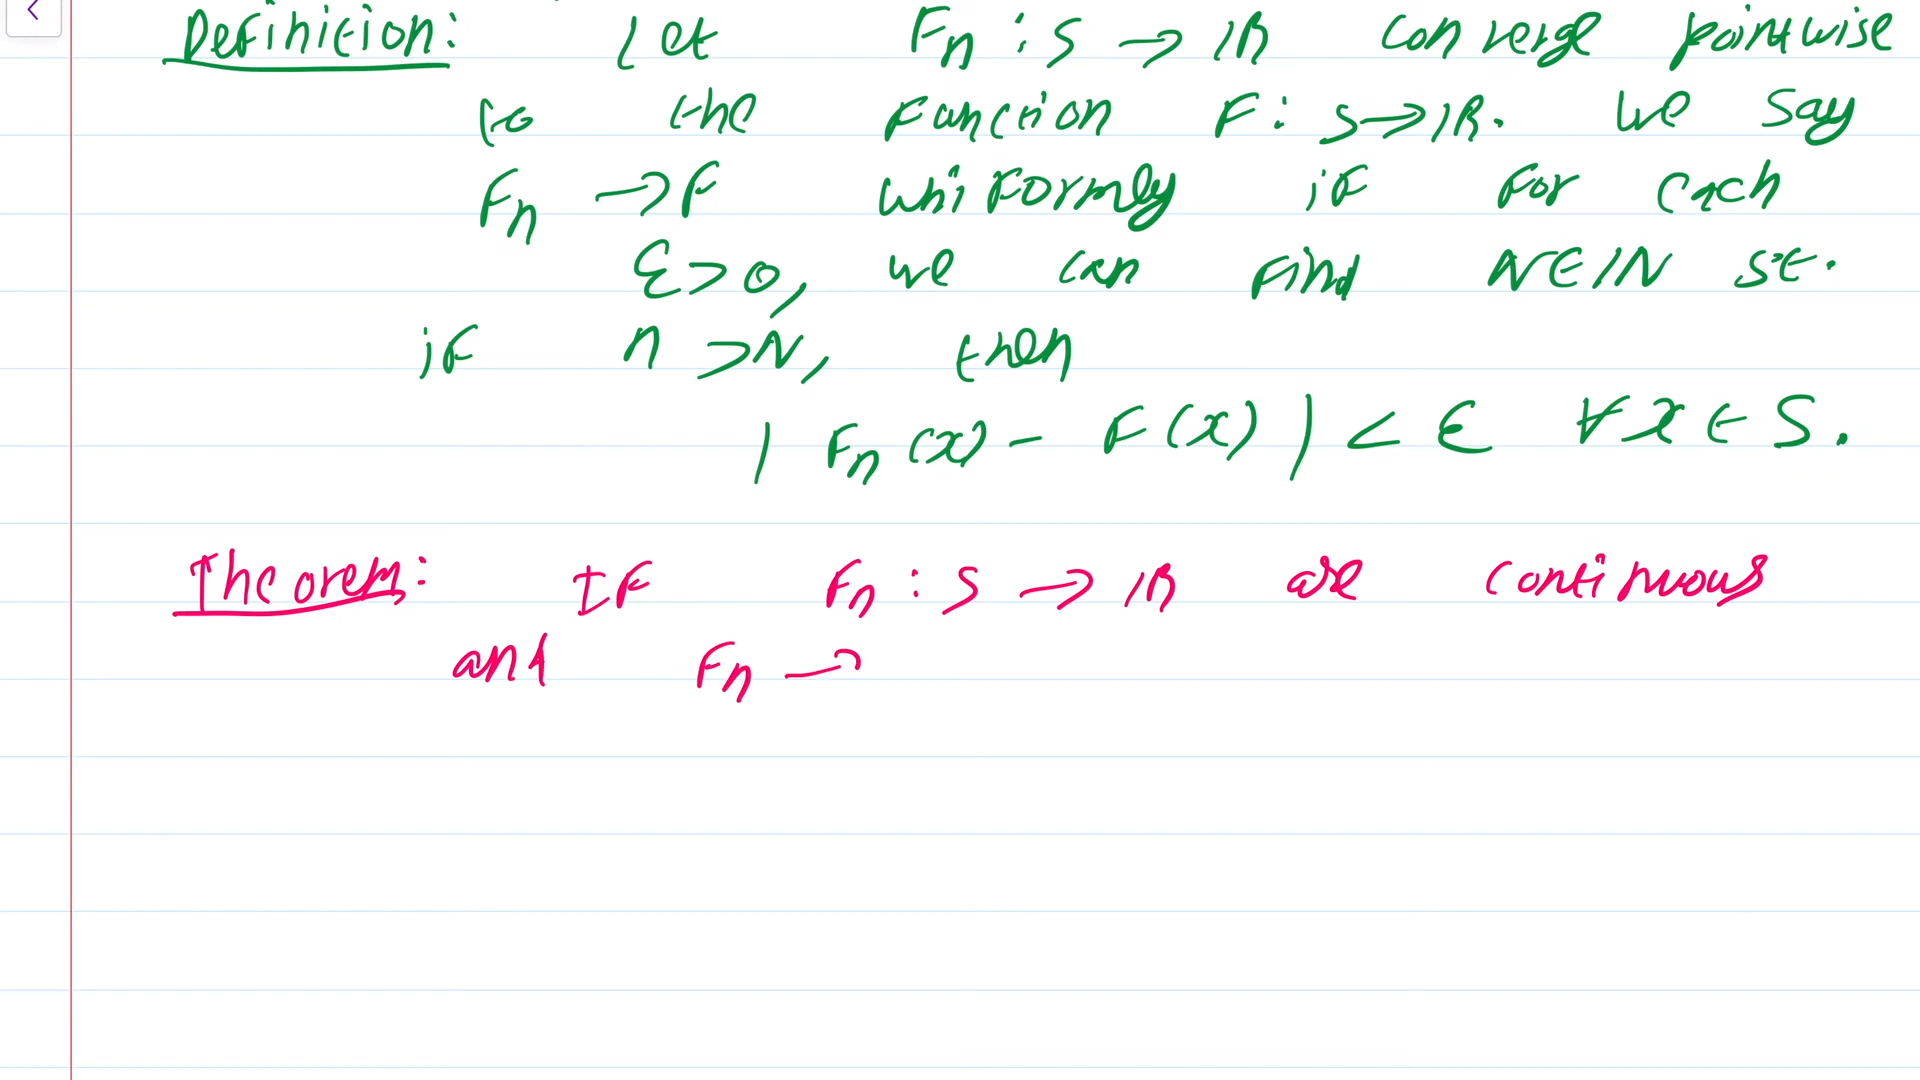 Definition: Let Fn : S → ℝ converge pointwise
to the function F : S → ℝ. We say
Fn → F uniformly if for each
ε > 0, we can find N ∈ ℕ st.
if n > N, then
| Fn(x) - F(x) | < ε ∀ x ∈ S.
Theorem: If Fn : S → ℝ are continuous
and Fn →